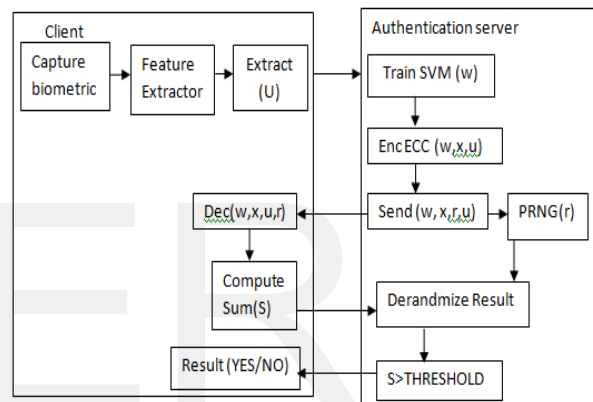 Client
Capture
biometric
Feature
Extractor
Extract
(U)
Authentication server
Train SVM (w)
Enc ECC (w,x,u)
Dec(w,x,u,r)
Send (w, x,r,u)
PRNG(r)
Compute
Sum(S)
Derandmize Result
Result (YES/NO)
S>THRESHOLD